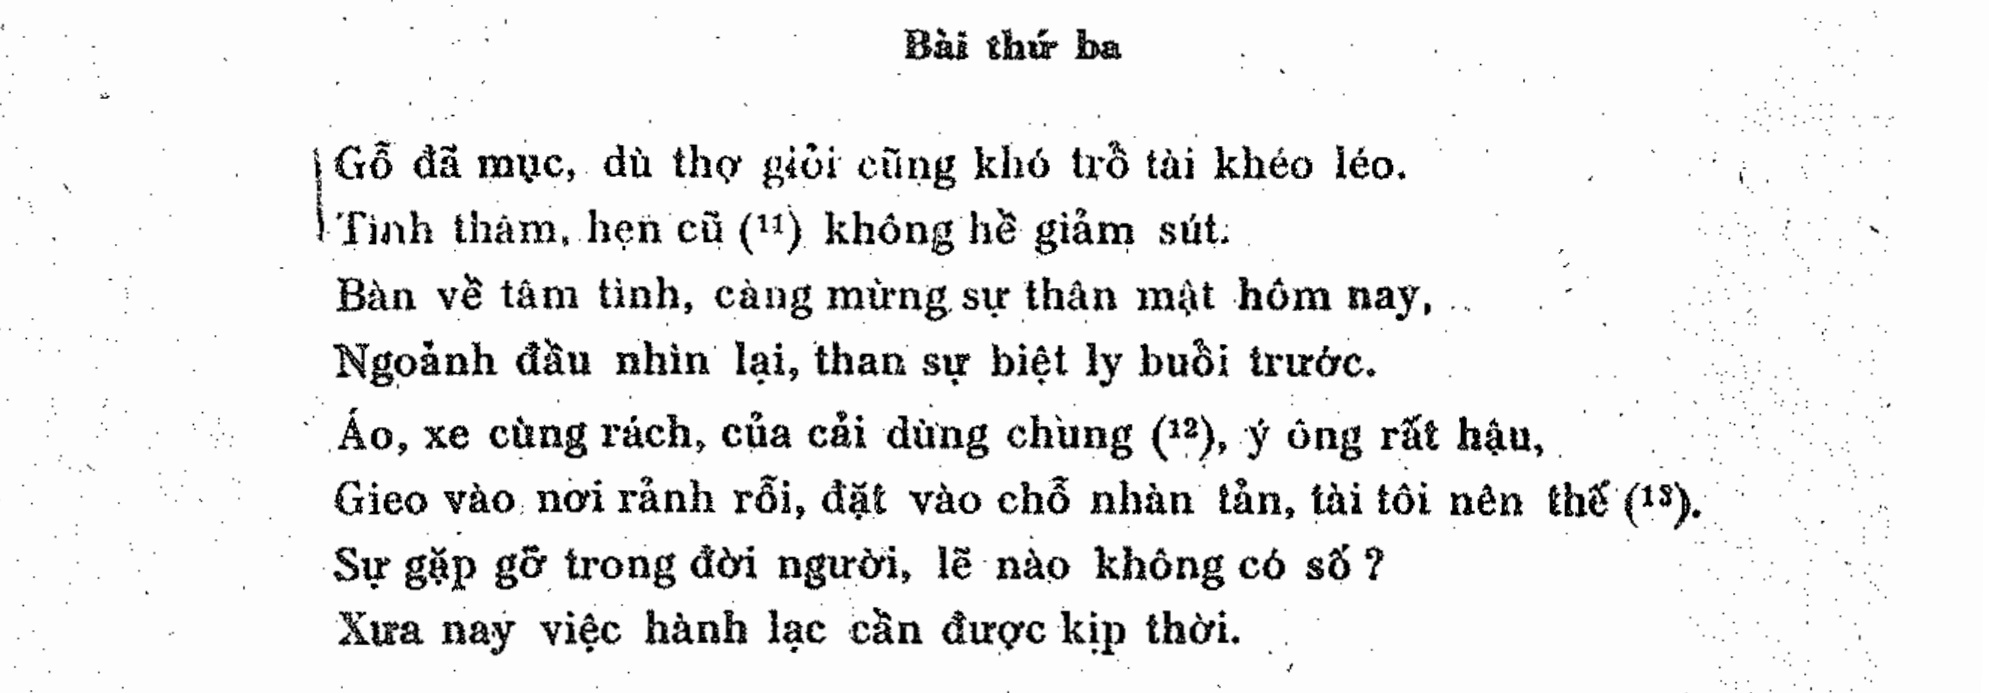 Bài thứ ba
Gỗ đã mục, dù thợ giỏi cũng khó trổ tài khéo léo.
Tình thâm, hẹn cũ (¹¹) không hề giảm sút.
Bàn về tâm tình, càng mừng sự thân mật hôm nay,
Ngoảnh đầu nhìn lại, than sự biệt ly buổi trước.
Áo, xe cùng rách, của cải dùng chung (¹²), ý ông rất hậu,
Gieo vào nơi rảnh rỗi, đặt vào chỗ nhàn tản, tài tôi nên thế (¹³).
Sự gặp gỡ trong đời người, lẽ nào không có số ?
Xưa nay việc hành lạc cần được kịp thời.